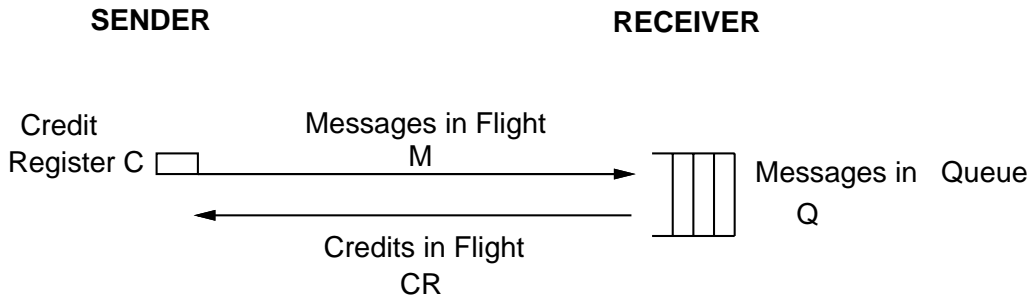 SENDER
RECEIVER
Credit
Register C
Messages in Flight
M
Messages in Queue
Q
Credits in Flight
CR